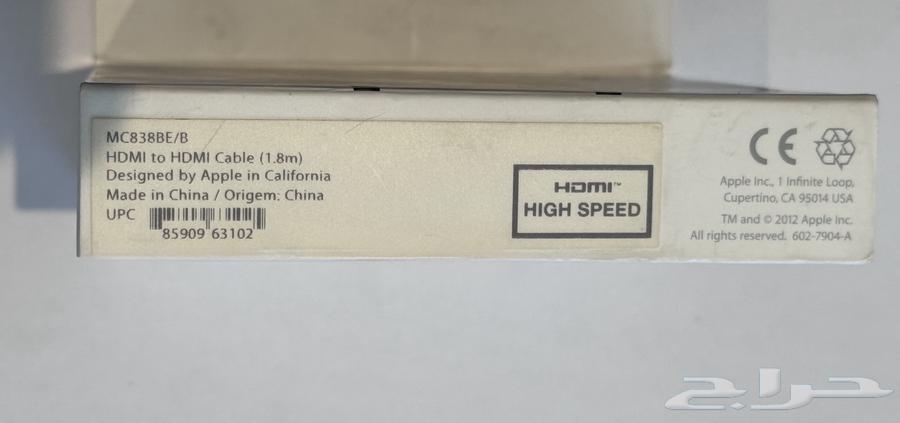 MC838BE/B
HDMI to HDMI Cable (1.8m)
Designed by Apple in California
Made in China / Origem: China
UPC
85909 63102
HDMI™
HIGH SPEED
CE
Apple Inc., 1 Infinite Loop,
Cupertino, CA 95014 USA
TM and © 2012 Apple Inc.
All rights reserved. 602-7904-A
حراج